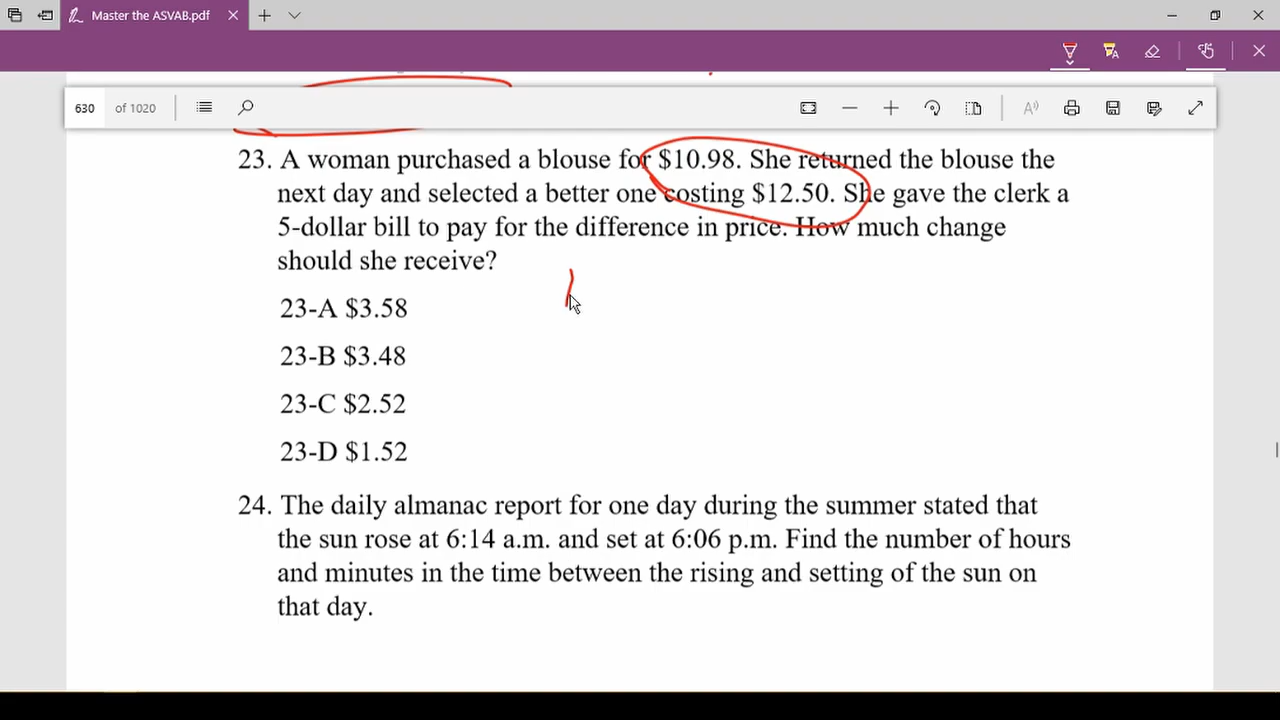 Master the ASVAB.pdf
630 of 1020
23. A woman purchased a blouse for $10.98. She returned the blouse the
next day and selected a better one costing $12.50. She gave the clerk a
5-dollar bill to pay for the difference in price. How much change
should she receive?
23-A $3.58
23-B $3.48
23-C $2.52
23-D $1.52
24. The daily almanac report for one day during the summer stated that
the sun rose at 6:14 a.m. and set at 6:06 p.m. Find the number of hours
and minutes in the time between the rising and setting of the sun on
that day.